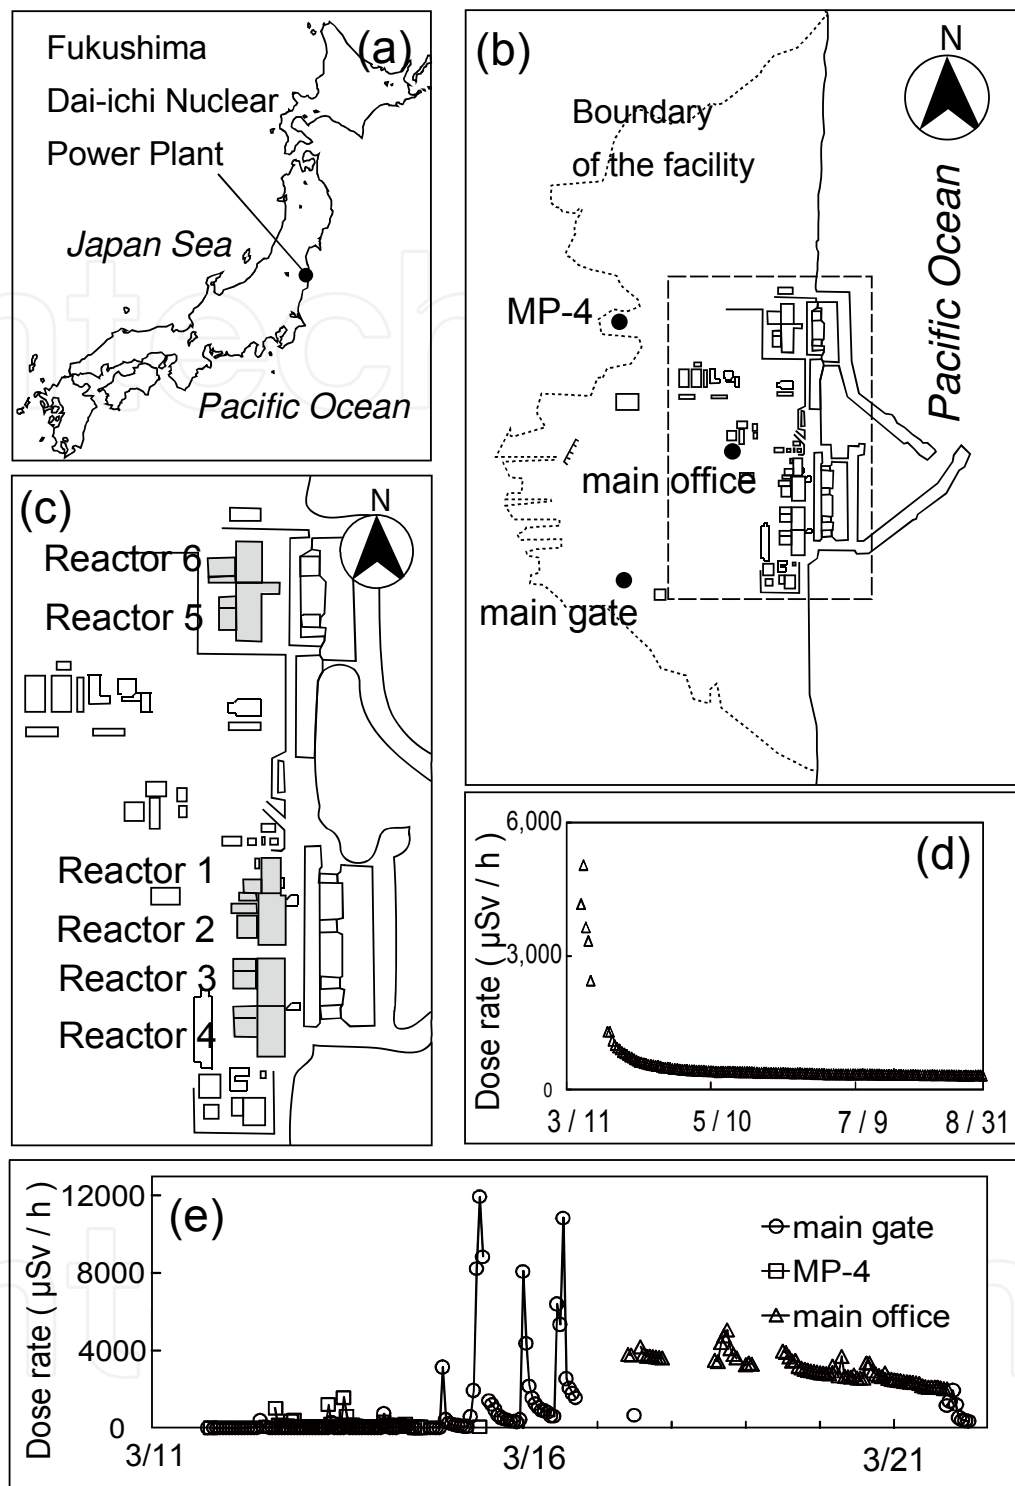 (a)
Fukushima
Dai-ichi Nuclear
Power Plant
Japan Sea
Pacific Ocean
(b)
N
Boundary
of the facility
Pacific Ocean
MP-4
main office
main gate
(c)
N
Reactor 6
Reactor 5
Reactor 1
Reactor 2
Reactor 3
Reactor 4
(d)
Dose rate ( μSv / h )
6,000
3,000
0
3 / 11
5 / 10
7 / 9
8 / 31
(e)
Dose rate ( μSv / h )
12000
8000
4000
0
3/11
3/16
3/21
main gate
MP-4
main office